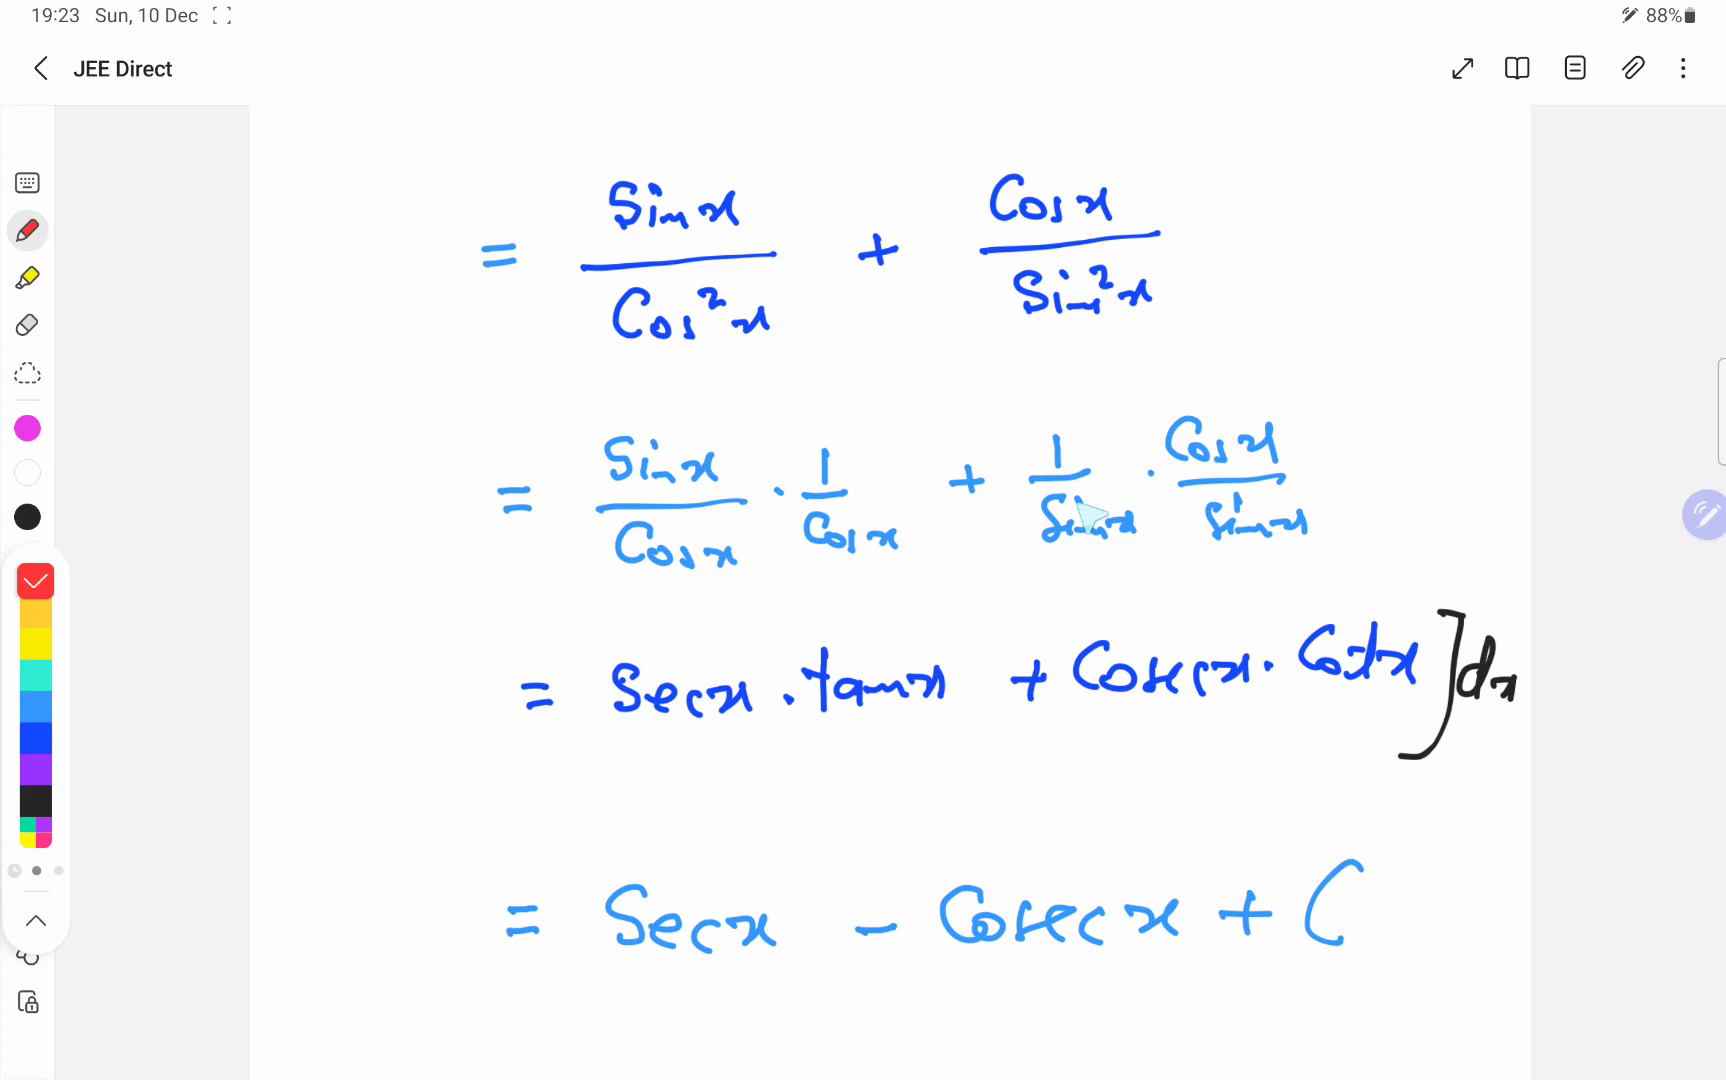 19:23 Sun, 10 Dec 88%
JEE Direct
= Sinx/Cos²x + Cosx/Sin²x
= Sinx/Cosx · 1/Cosx + 1/Sinx · Cosx/Sinx
= Secx · tanx + Cosecx · Cotx ] dx
= Secx - Cosecx + C